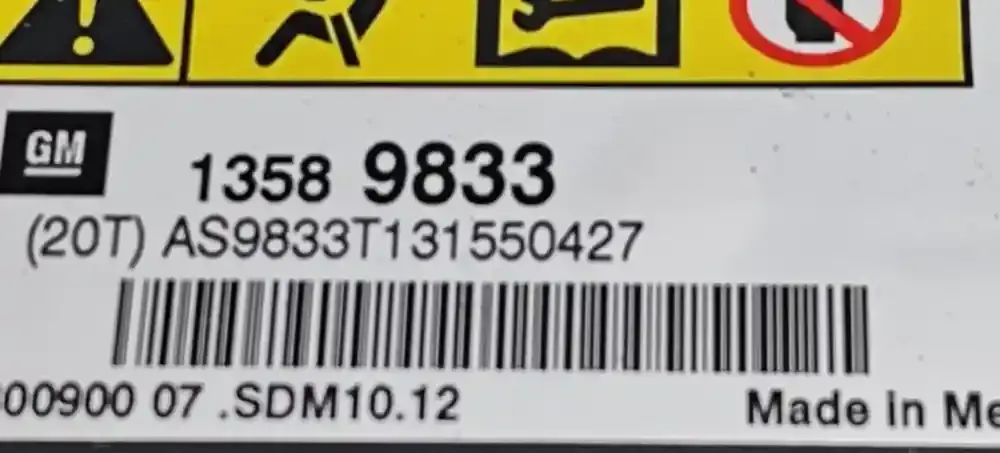 GM
1358 9833
(20T) AS9833T131550427
00900 07 .SDM10.12
Made in Me